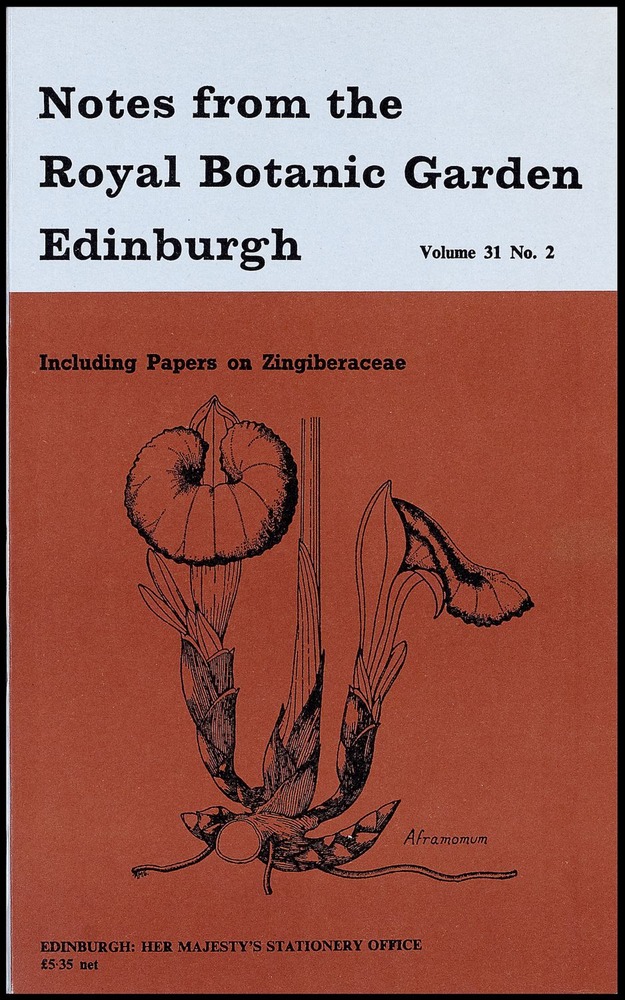 Notes from the
Royal Botanic Garden
Edinburgh
Volume 31 No. 2
Including Papers on Zingiberaceae
Aframomum
EDINBURGH: HER MAJESTY'S STATIONERY OFFICE
£5·35 net